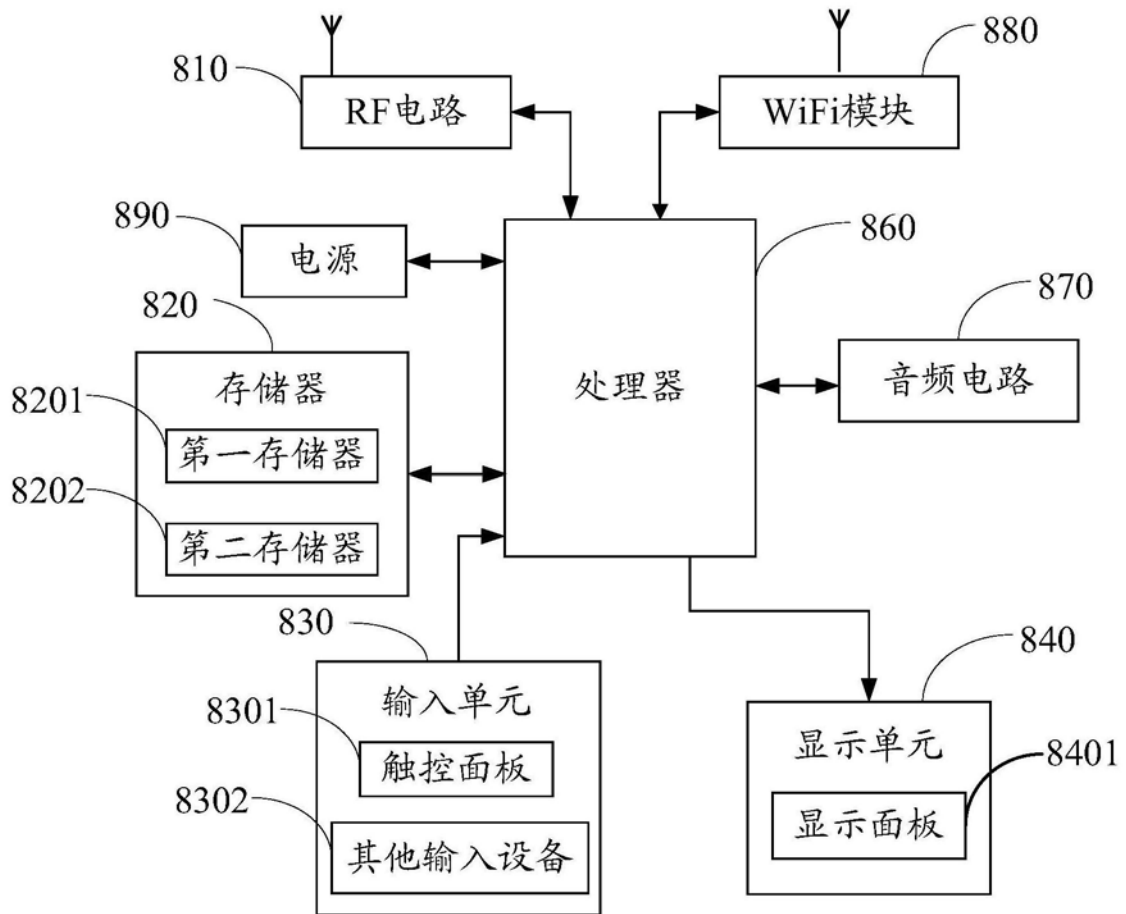 810
RF电路
880
WiFi模块
890
电源
860
处理器
870
音频电路
820
存储器
8201
第一存储器
8202
第二存储器
830
输入单元
8301
触控面板
8302
其他输入设备
840
显示单元
8401
显示面板